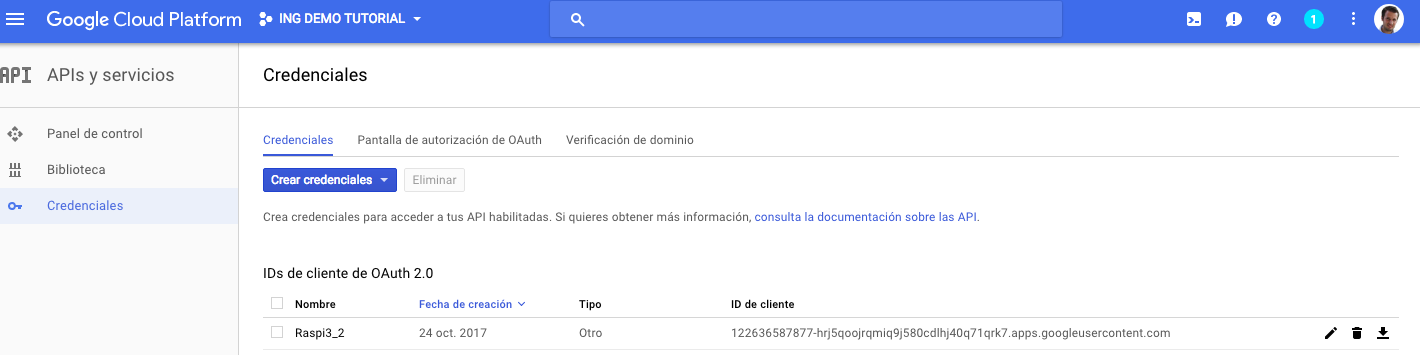 Google Cloud Platform ING DEMO TUTORIAL 1
API APIs y servicios Credenciales
Panel de control
Biblioteca
Credenciales
Credenciales Pantalla de autorización de OAuth Verificación de dominio
Crear credenciales Eliminar
Crea credenciales para acceder a tus API habilitadas. Si quieres obtener más información, consulta la documentación sobre las API.
IDs de cliente de OAuth 2.0
Nombre Fecha de creación Tipo ID de cliente
Raspi3_2 24 oct. 2017 Otro 122636587877-hrj5qoojrqmiq9j580cdlhj40q71qrk7.apps.googleusercontent.com